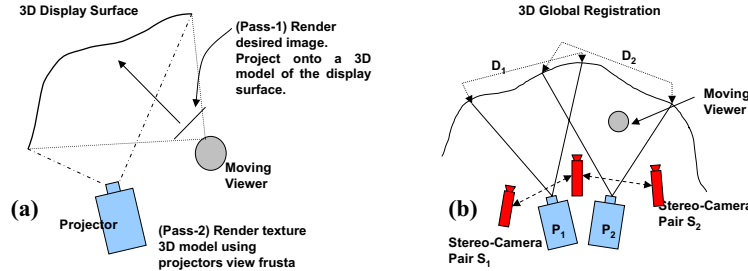 3D Display Surface
(Pass-1) Render
desired image.
Project onto a 3D
model of the display
surface.
Moving
Viewer
(a)
Projector
(Pass-2) Render texture
3D model using
projectors view frusta
3D Global Registration
D1
D2
Moving
Viewer
(b)
P1
P2
Stereo-Camera
Pair S1
Stereo-Camera
Pair S2